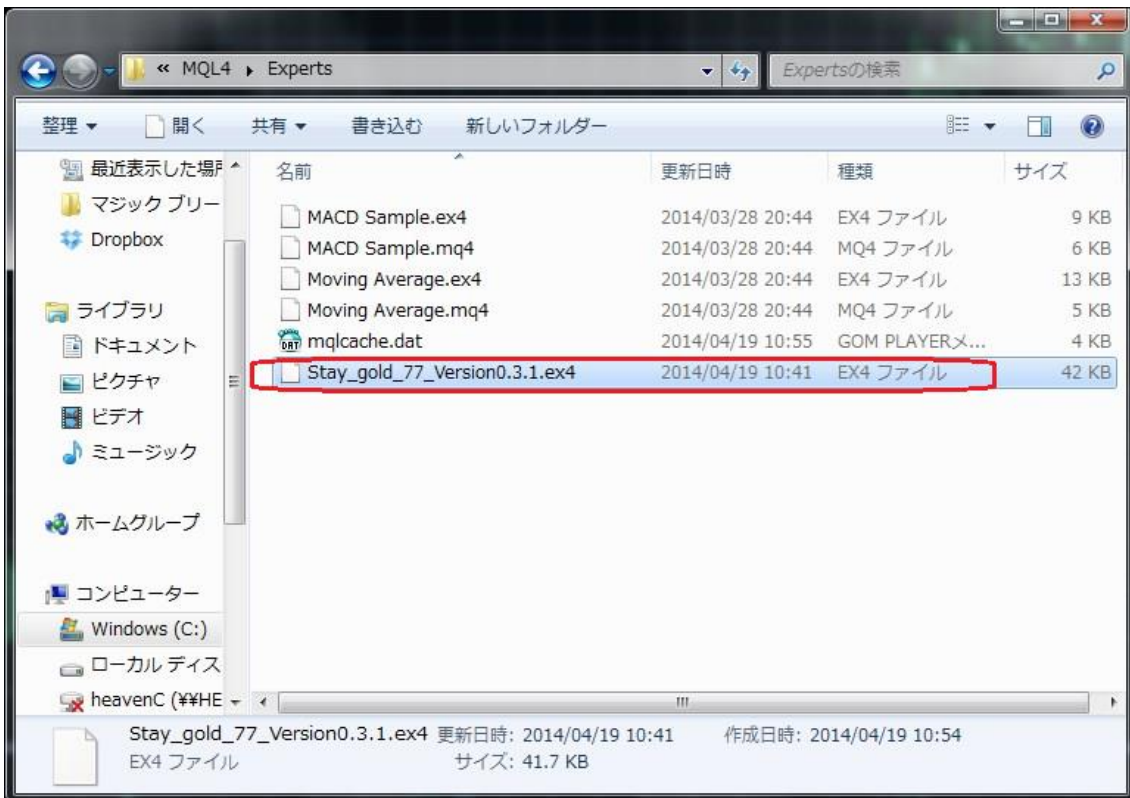 « MQL4 ▸ Experts
Expertsの検索
整理 開く 共有 書き込む 新しいフォルダー
最近表示した場所
マジック ブリー
Dropbox
ライブラリ
ドキュメント
ピクチャ
ビデオ
ミュージック
ホームグループ
コンピューター
Windows (C:)
ローカル ディス
heavenC (¥¥HE
名前 更新日時 種類 サイズ
MACD Sample.ex4 2014/03/28 20:44 EX4 ファイル 9 KB
MACD Sample.mq4 2014/03/28 20:44 MQ4 ファイル 6 KB
Moving Average.ex4 2014/03/28 20:44 EX4 ファイル 13 KB
Moving Average.mq4 2014/03/28 20:44 MQ4 ファイル 5 KB
DAT mqlcache.dat 2014/04/19 10:55 GOM PLAYERメ... 4 KB
Stay_gold_77_Version0.3.1.ex4 2014/04/19 10:41 EX4 ファイル 42 KB
Stay_gold_77_Version0.3.1.ex4 更新日時: 2014/04/19 10:41 作成日時: 2014/04/19 10:54
EX4 ファイル サイズ: 41.7 KB